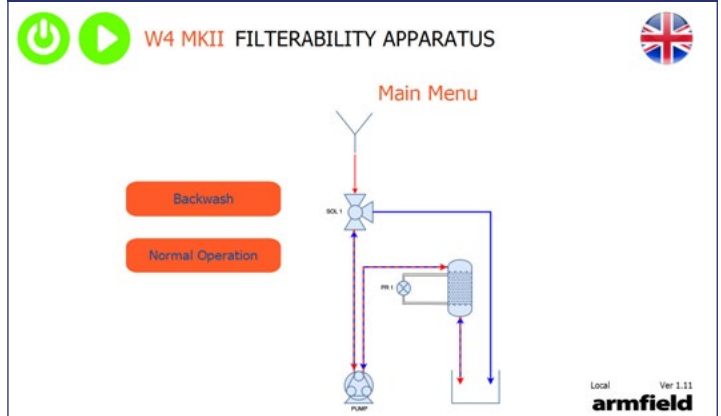 W4 MKII FILTERABILITY APPARATUS
Main Menu
Backwash
SOL 1
Normal Operation
PR 1
PUMP
Local Ver 1.11
armfield